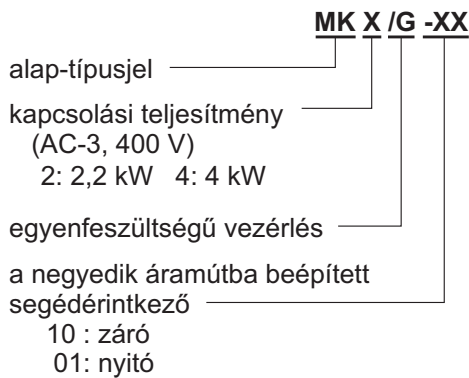 MK X /G -XX
alap-típusjel
kapcsolási teljesítmény
(AC-3, 400 V)
2: 2,2 kW 4: 4 kW
egyenfeszültségű vezérlés
a negyedik áramútba beépített
segédérintkező
10 : záró
01: nyitó